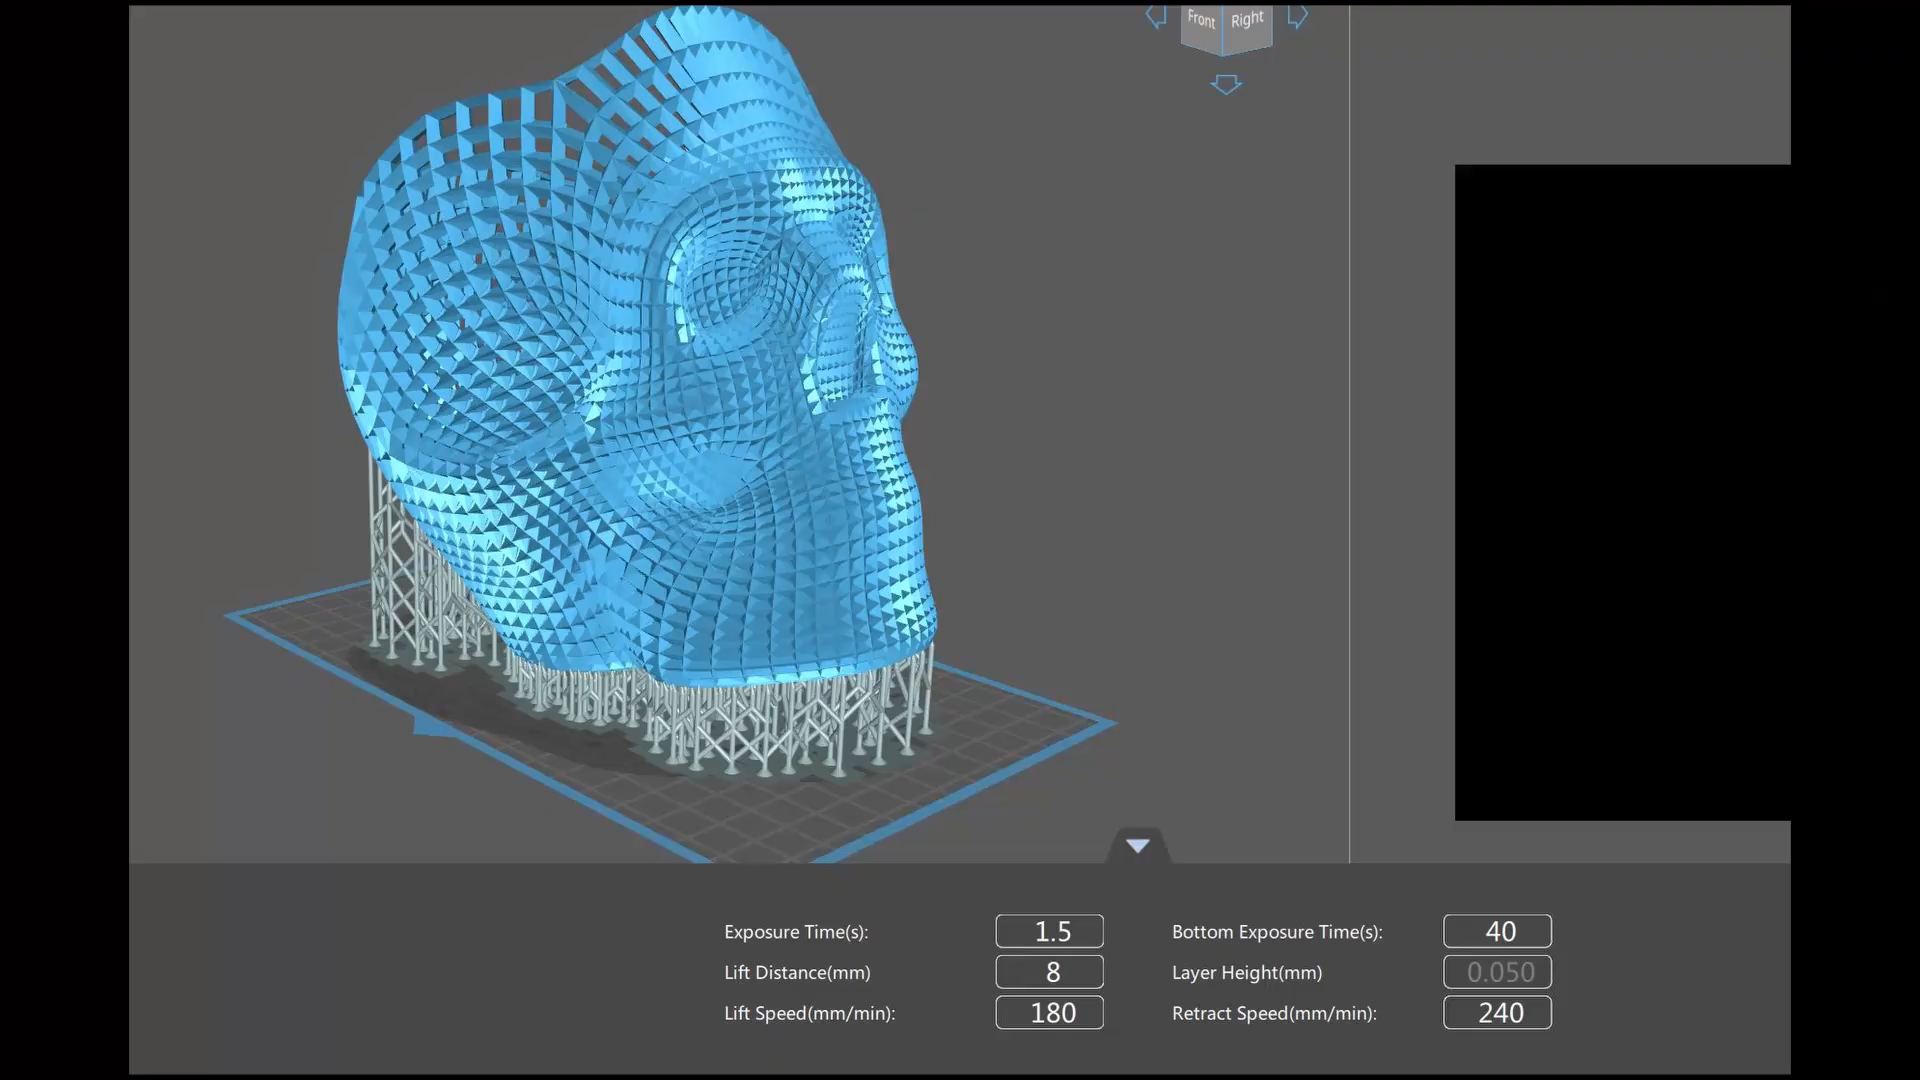 Front Right
Exposure Time(s): 1.5 Bottom Exposure Time(s): 40
Lift Distance(mm) 8 Layer Height(mm) 0.050
Lift Speed(mm/min): 180 Retract Speed(mm/min): 240